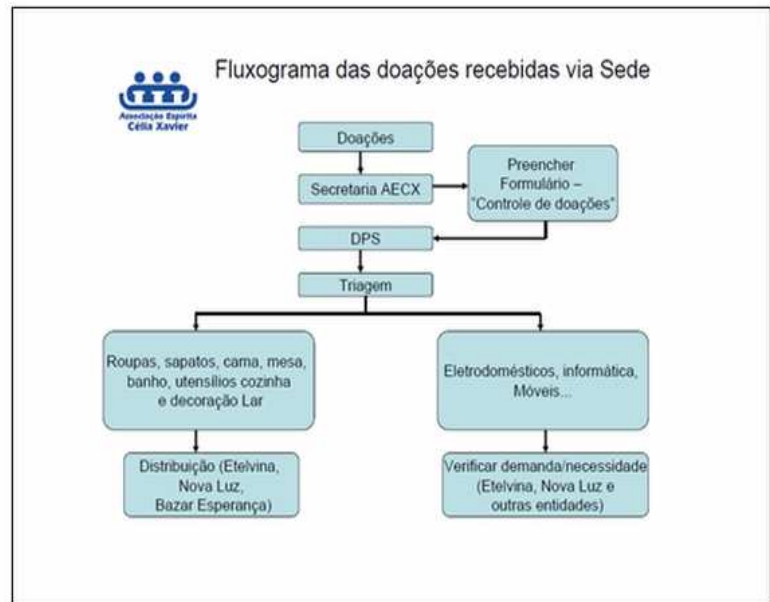 Fluxograma das doações recebidas via Sede
Associação Espírita
Célia Xavier
Doações
Secretaria AECX
Preencher
Formulário –
"Controle de doações"
DPS
Triagem
Roupas, sapatos, cama, mesa,
banho, utensílios cozinha
e decoração Lar
Eletrodomésticos, informática,
Móveis...
Distribuição (Etelvina,
Nova Luz,
Bazar Esperança)
Verificar demanda/necessidade
(Etelvina, Nova Luz e
outras entidades)